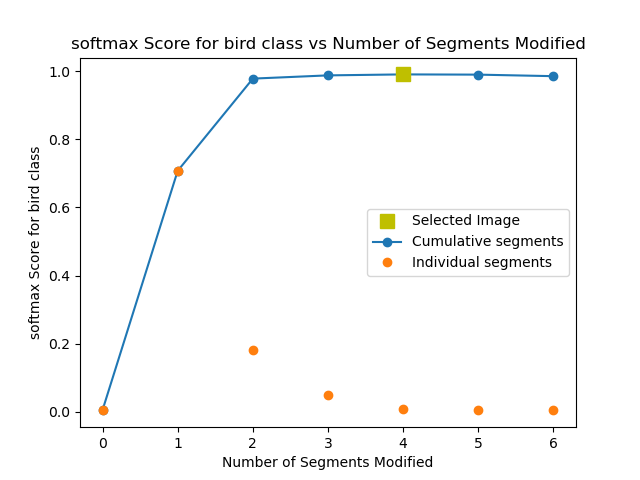 softmax Score for bird class vs Number of Segments Modified
1.0
0.8
0.6
0.4
0.2
0.0
softmax Score for bird class
Selected Image
Cumulative segments
Individual segments
0 1 2 3 4 5 6
Number of Segments Modified